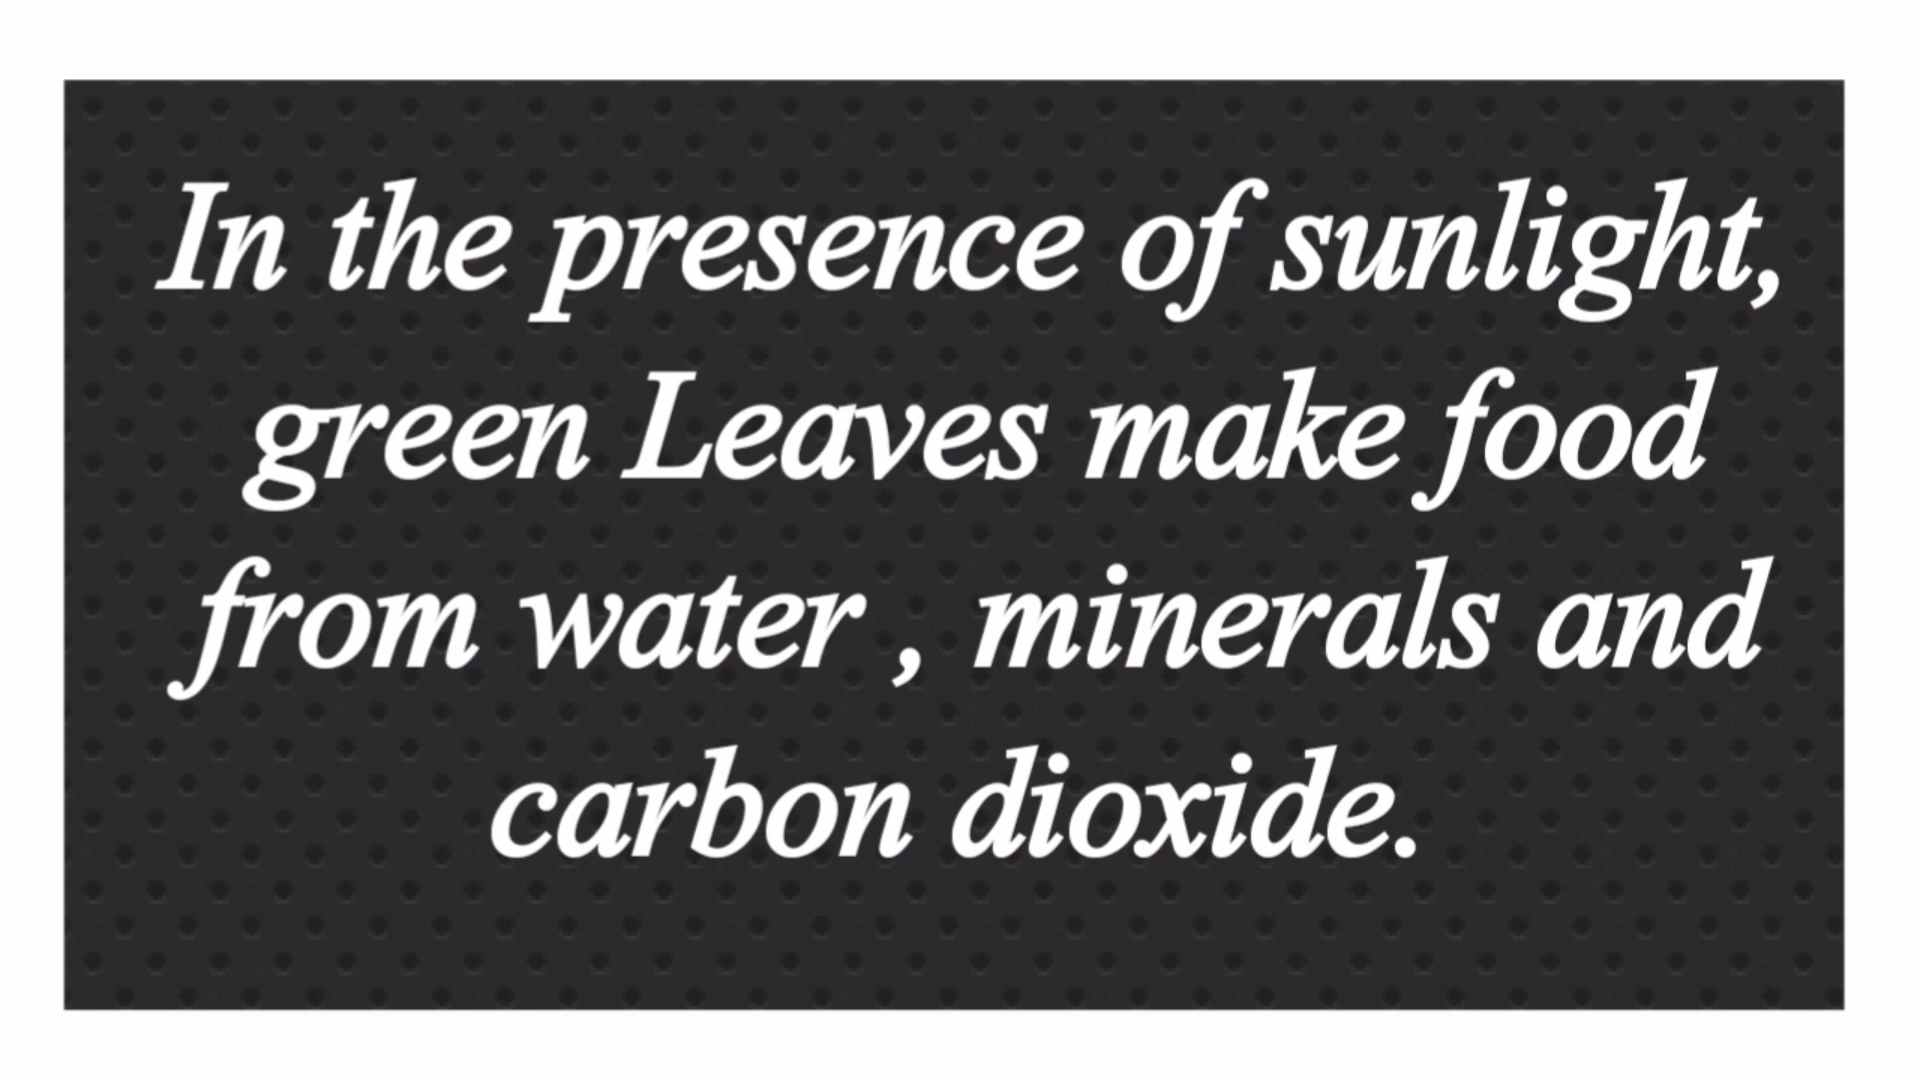 In the presence of sunlight,
green Leaves make food
from water , minerals and
carbon dioxide.